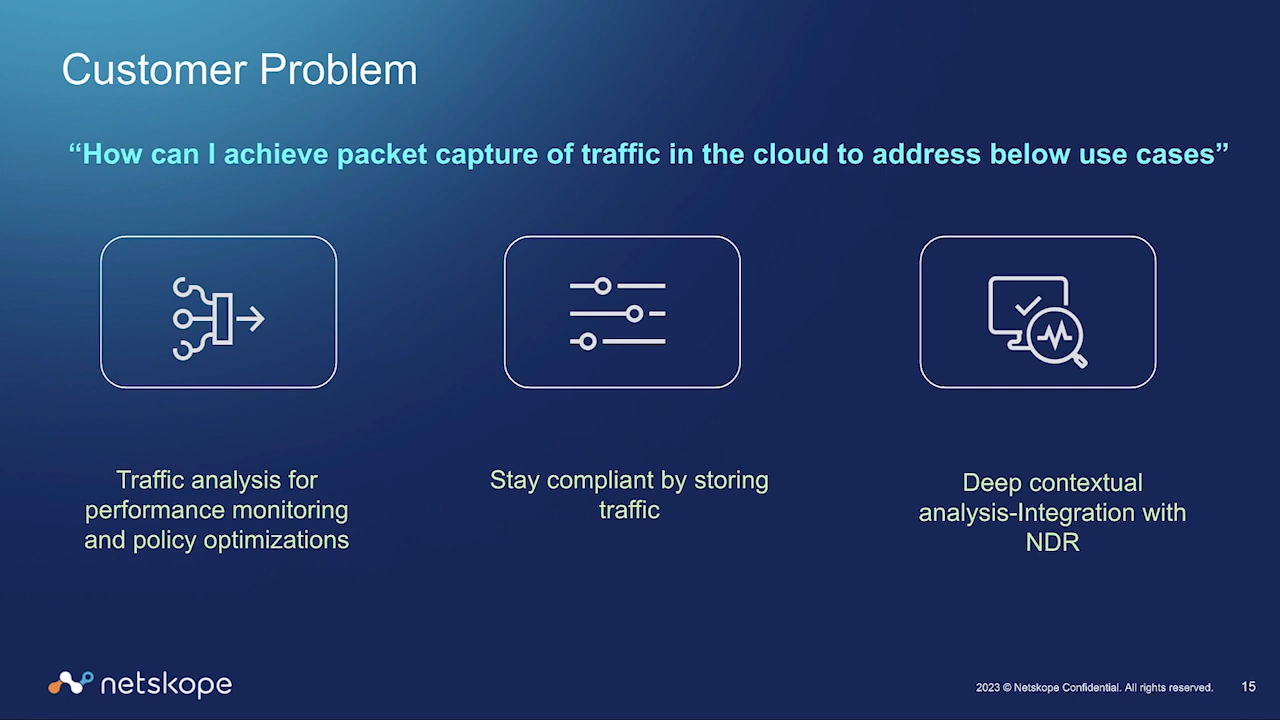 Customer Problem
“How can I achieve packet capture of traffic in the cloud to address below use cases”
Traffic analysis for
performance monitoring
and policy optimizations
Stay compliant by storing
traffic
Deep contextual
analysis-Integration with
NDR
netskope
2023 © Netskope Confidential. All rights reserved.
15